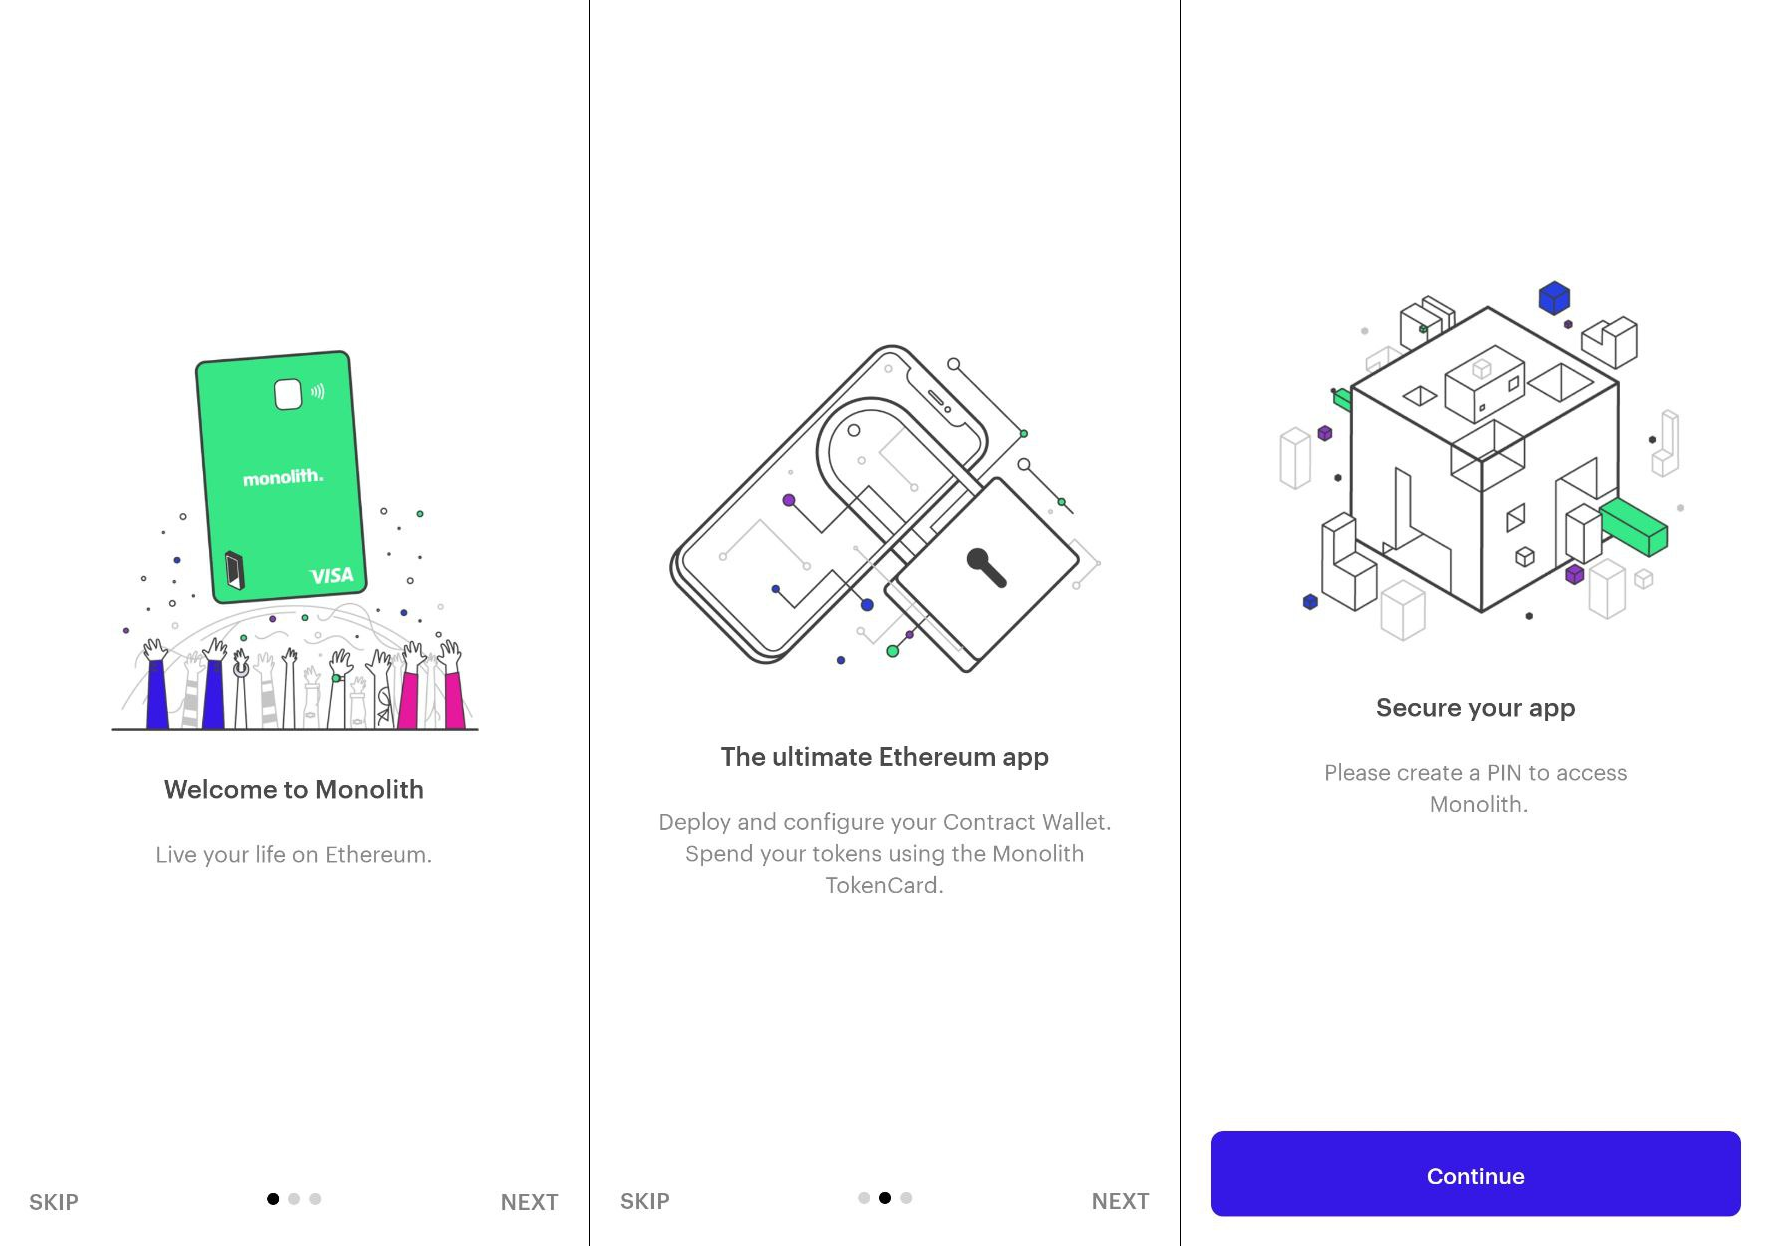 monolith.
VISA
Welcome to Monolith
Live your life on Ethereum.
SKIP
NEXT
The ultimate Ethereum app
Deploy and configure your Contract Wallet.
Spend your tokens using the Monolith
TokenCard.
SKIP
NEXT
Secure your app
Please create a PIN to access
Monolith.
Continue